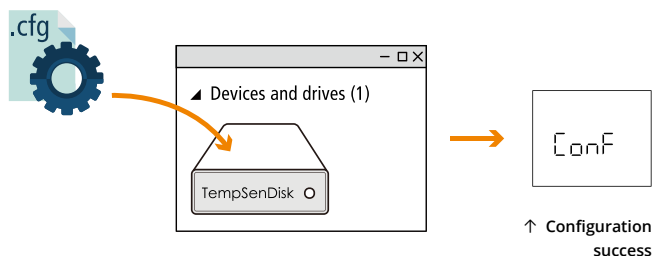 .cfg
Devices and drives (1)
TempSenDisk
ConF
↑ Configuration
success